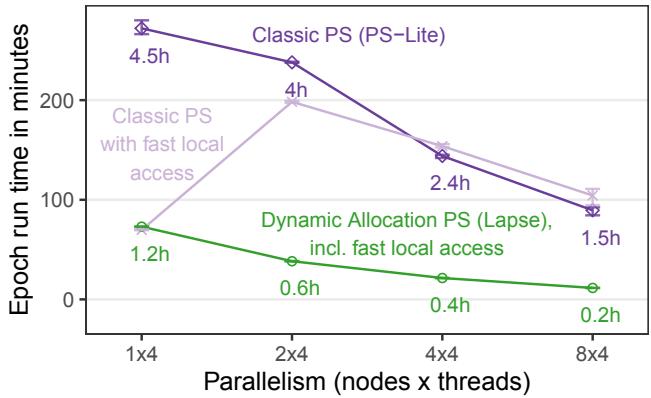 Epoch run time in minutes
200
100
0
Classic PS (PS−Lite)
4.5h
4h
2.4h
1.5h
Classic PS
with fast local
access
Dynamic Allocation PS (Lapse),
incl. fast local access
1.2h
0.6h
0.4h
0.2h
1x4
2x4
4x4
8x4
Parallelism (nodes x threads)